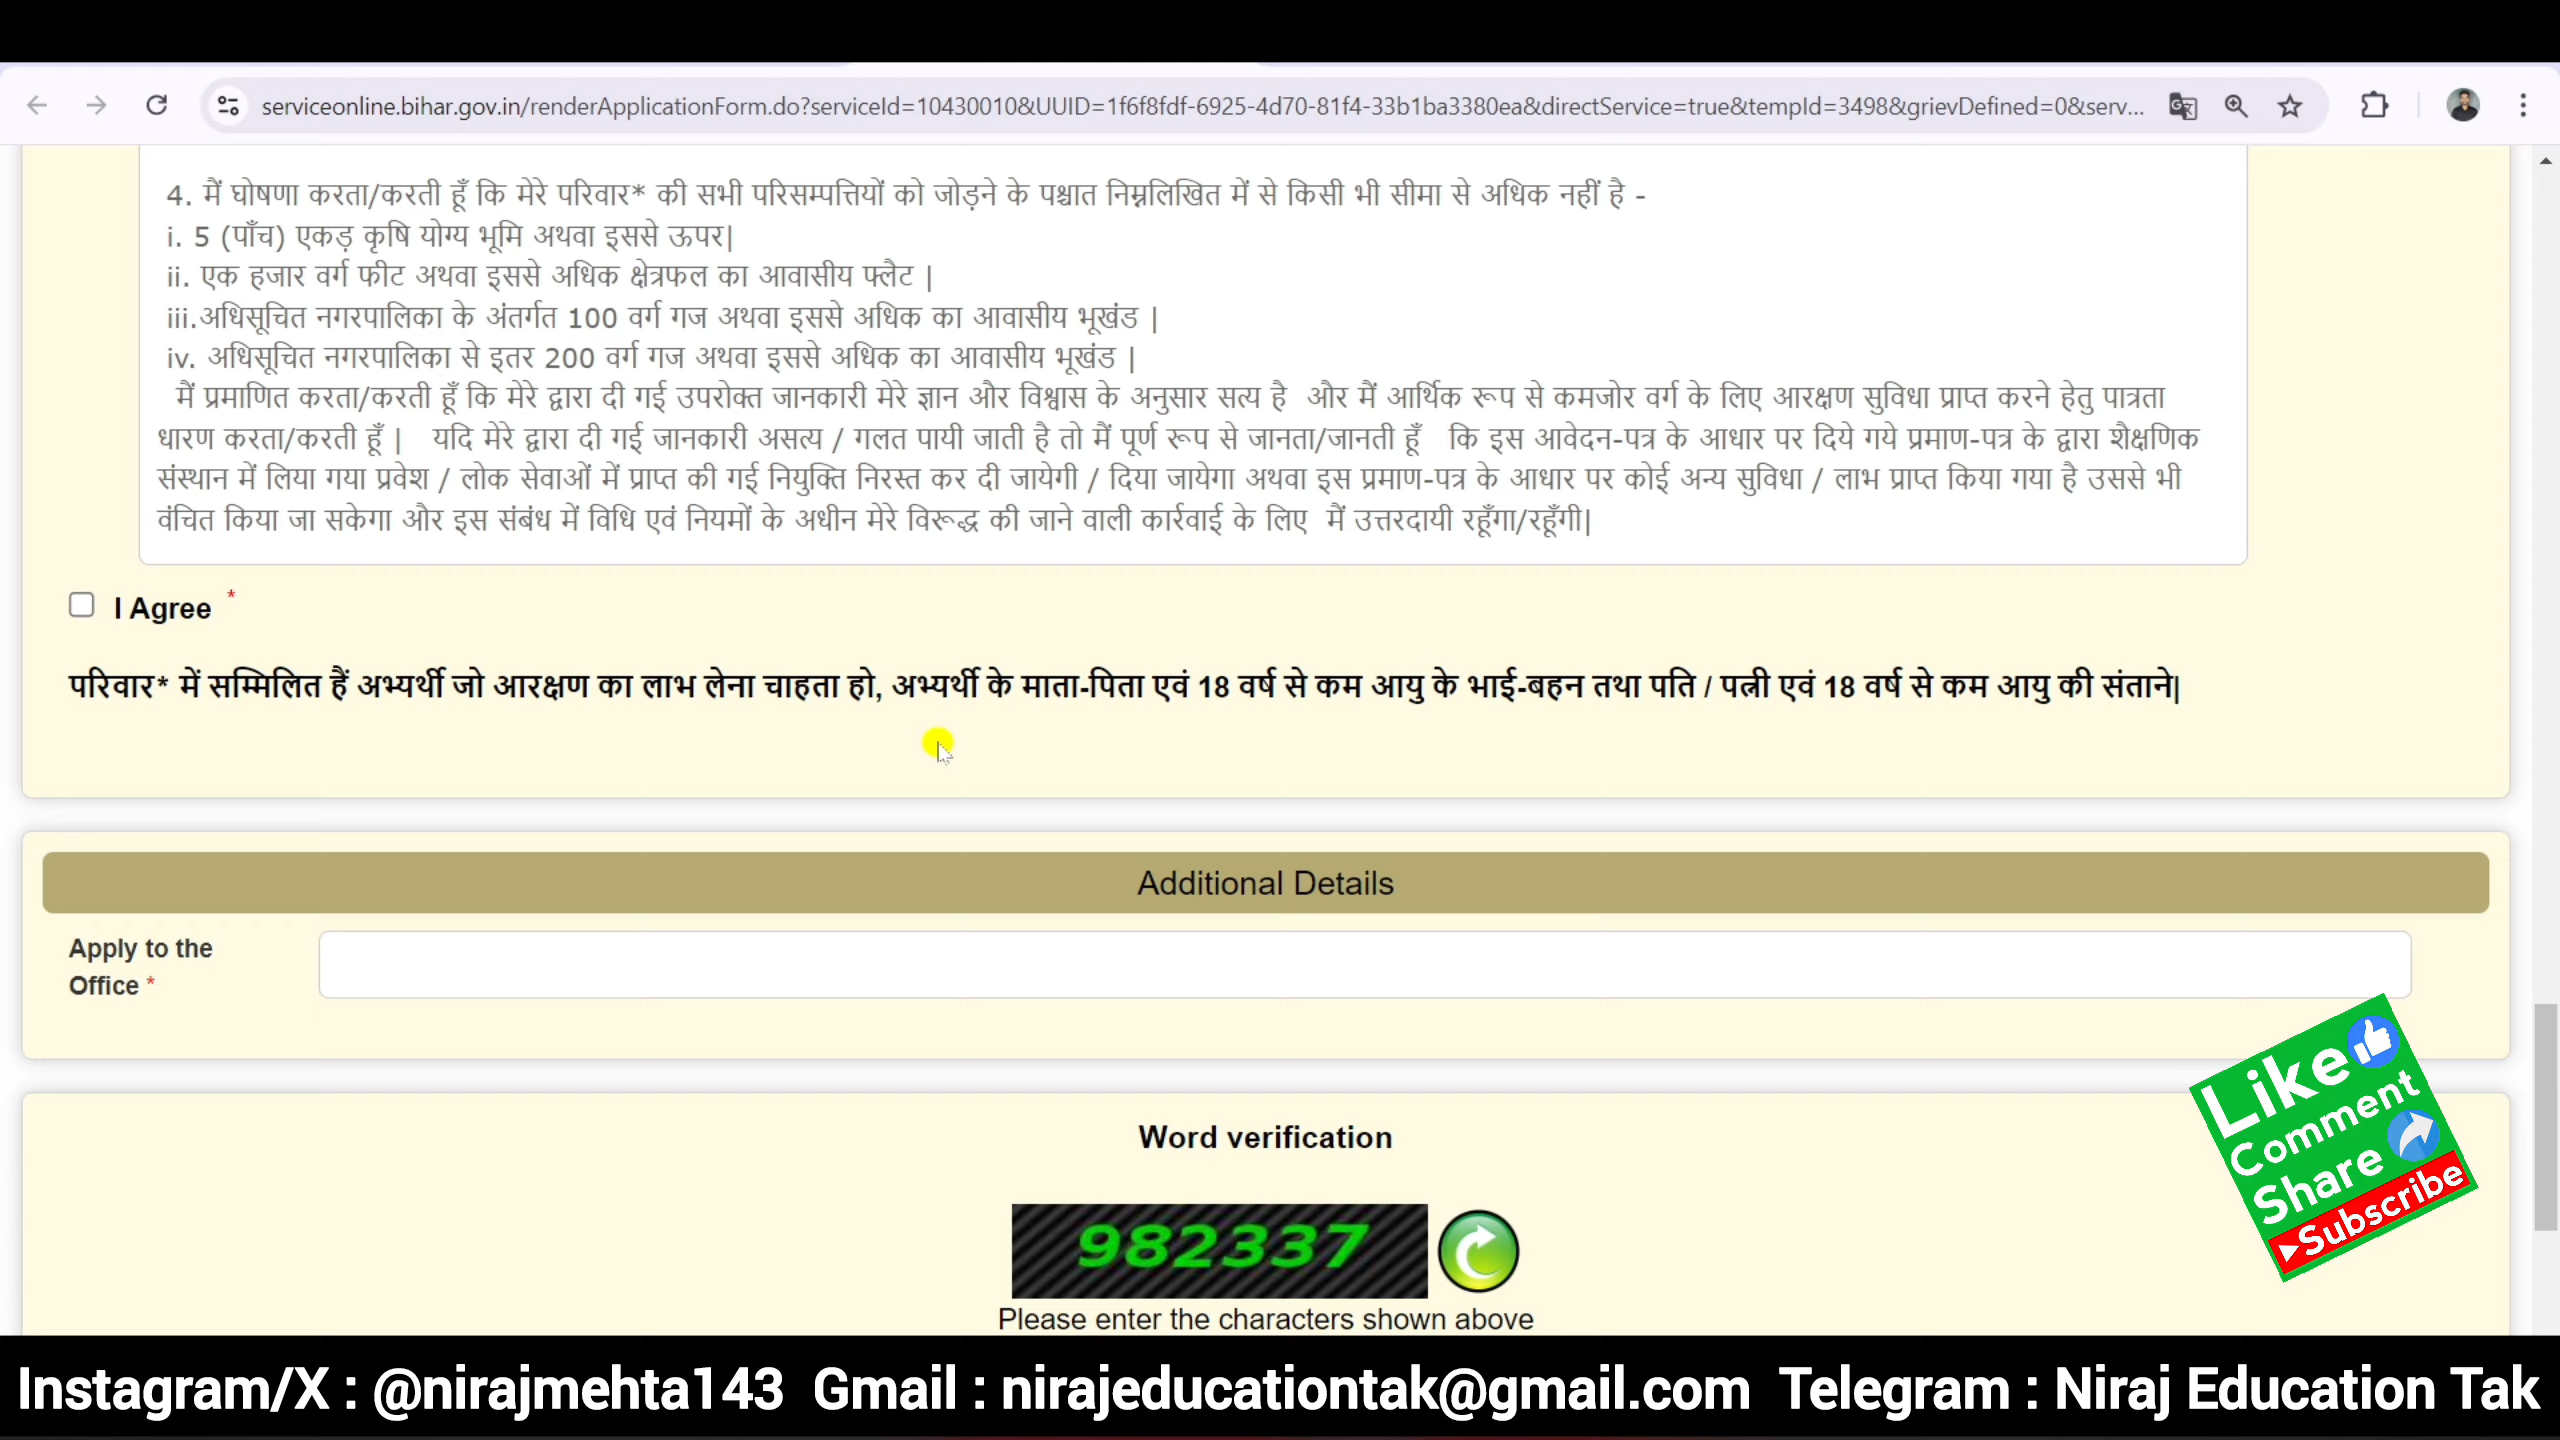 serviceonline.bihar.gov.in/renderApplicationForm.do?serviceId=10430010&UUID=1f6f8fdf-6925-4d70-81f4-33b1ba3380ea&directService=true&tempId=3498&grievDefined=0&serv...
4. मैं घोषणा करता/करती हूँ कि मेरे परिवार* की सभी परिसम्पत्तियों को जोड़ने के पश्चात निम्नलिखित में से किसी भी सीमा से अधिक नहीं है -
i. 5 (पाँच) एकड़ कृषि योग्य भूमि अथवा इससे ऊपर|
ii. एक हजार वर्ग फीट अथवा इससे अधिक क्षेत्रफल का आवासीय फ्लैट |
iii.अधिसूचित नगरपालिका के अंतर्गत 100 वर्ग गज अथवा इससे अधिक का आवासीय भूखंड |
iv. अधिसूचित नगरपालिका से इतर 200 वर्ग गज अथवा इससे अधिक का आवासीय भूखंड |
मैं प्रमाणित करता/करती हूँ कि मेरे द्वारा दी गई उपरोक्त जानकारी मेरे ज्ञान और विश्वास के अनुसार सत्य है और मैं आर्थिक रूप से कमजोर वर्ग के लिए आरक्षण सुविधा प्राप्त करने हेतु पात्रता
धारण करता/करती हूँ | यदि मेरे द्वारा दी गई जानकारी असत्य / गलत पायी जाती है तो मैं पूर्ण रूप से जानता/जानती हूँ कि इस आवेदन-पत्र के आधार पर दिये गये प्रमाण-पत्र के द्वारा शैक्षणिक
संस्थान में लिया गया प्रवेश / लोक सेवाओं में प्राप्त की गई नियुक्ति निरस्त कर दी जायेगी / दिया जायेगा अथवा इस प्रमाण-पत्र के आधार पर कोई अन्य सुविधा / लाभ प्राप्त किया गया है उससे भी
वंचित किया जा सकेगा और इस संबंध में विधि एवं नियमों के अधीन मेरे विरूद्ध की जाने वाली कार्रवाई के लिए मैं उत्तरदायी रहूँगा/रहूँगी|
I Agree *
परिवार* में सम्मिलित हैं अभ्यर्थी जो आरक्षण का लाभ लेना चाहता हो, अभ्यर्थी के माता-पिता एवं 18 वर्ष से कम आयु के भाई-बहन तथा पति / पत्नी एवं 18 वर्ष से कम आयु की संताने|
Additional Details
Apply to the
Office *
Word verification
982337
Please enter the characters shown above
Like
Comment
Share
Subscribe
Instagram/X : @nirajmehta143 Gmail : nirajeducationtak@gmail.com Telegram : Niraj Education Tak